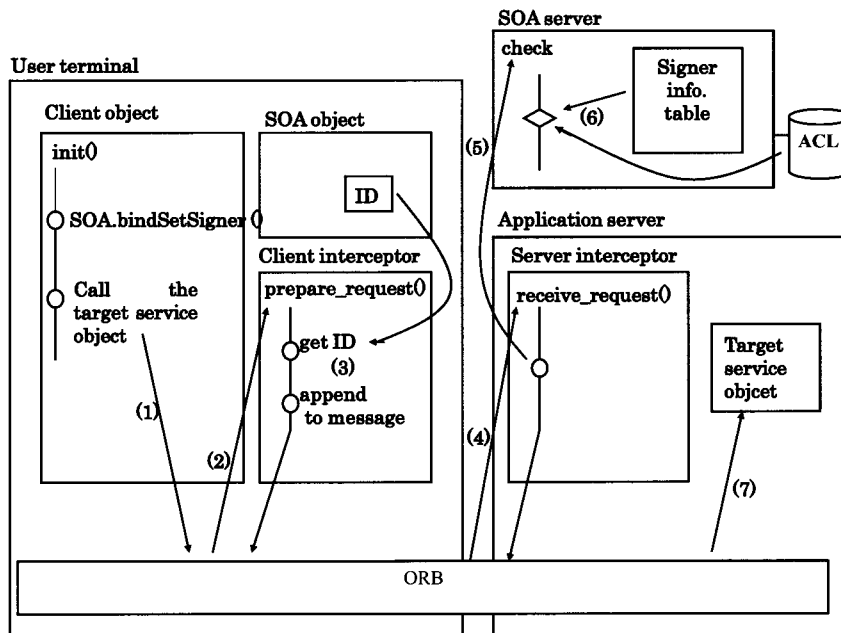 SOA server
check
Signer
info.
table
(6)
ACL
(5)
User terminal
Client object
init()
SOA.bindSetSigner ()
Call the
target service
object
(1)
SOA object
ID
Client interceptor
prepare_request()
get ID
(3)
append
to message
(2)
(4)
Application server
Server interceptor
receive_request()
Target
service
objcet
(7)
ORB